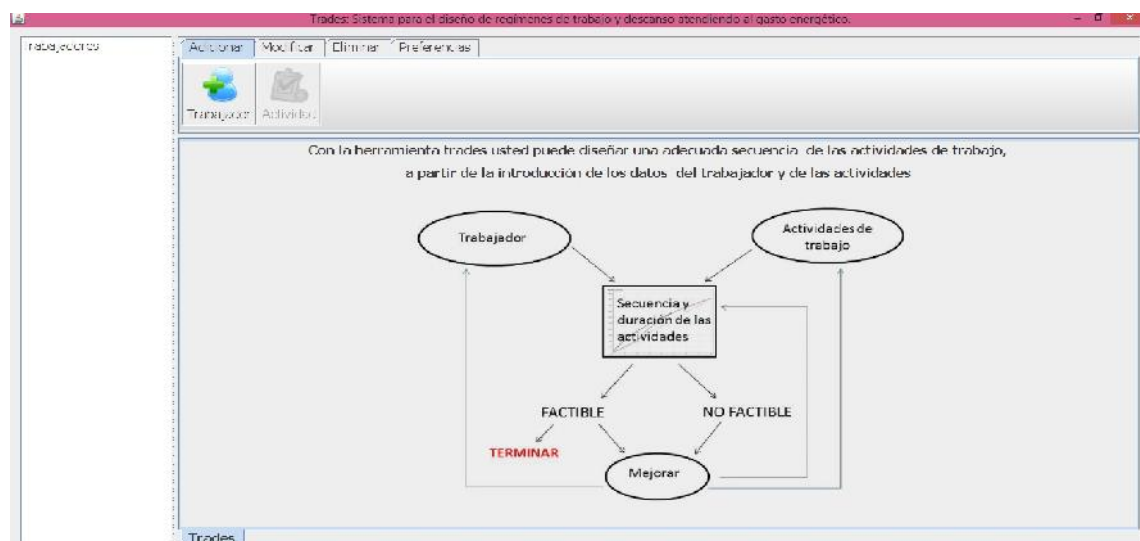 Trades: Sistema para el diseño de regímenes de trabajo y descanso atendiendo al gasto energético.
Trabajadores
Adicionar Modificar Eliminar Preferencias
Trabajador Actividad
Con la herramienta trades usted puede diseñar una adecuada secuencia de las actividades de trabajo,
a partir de la introducción de los datos del trabajador y de las actividades
Trabajador
Actividades de
trabajo
Secuencia y
duración de las
actividades
FACTIBLE
NO FACTIBLE
TERMINAR
Mejorar
Trades